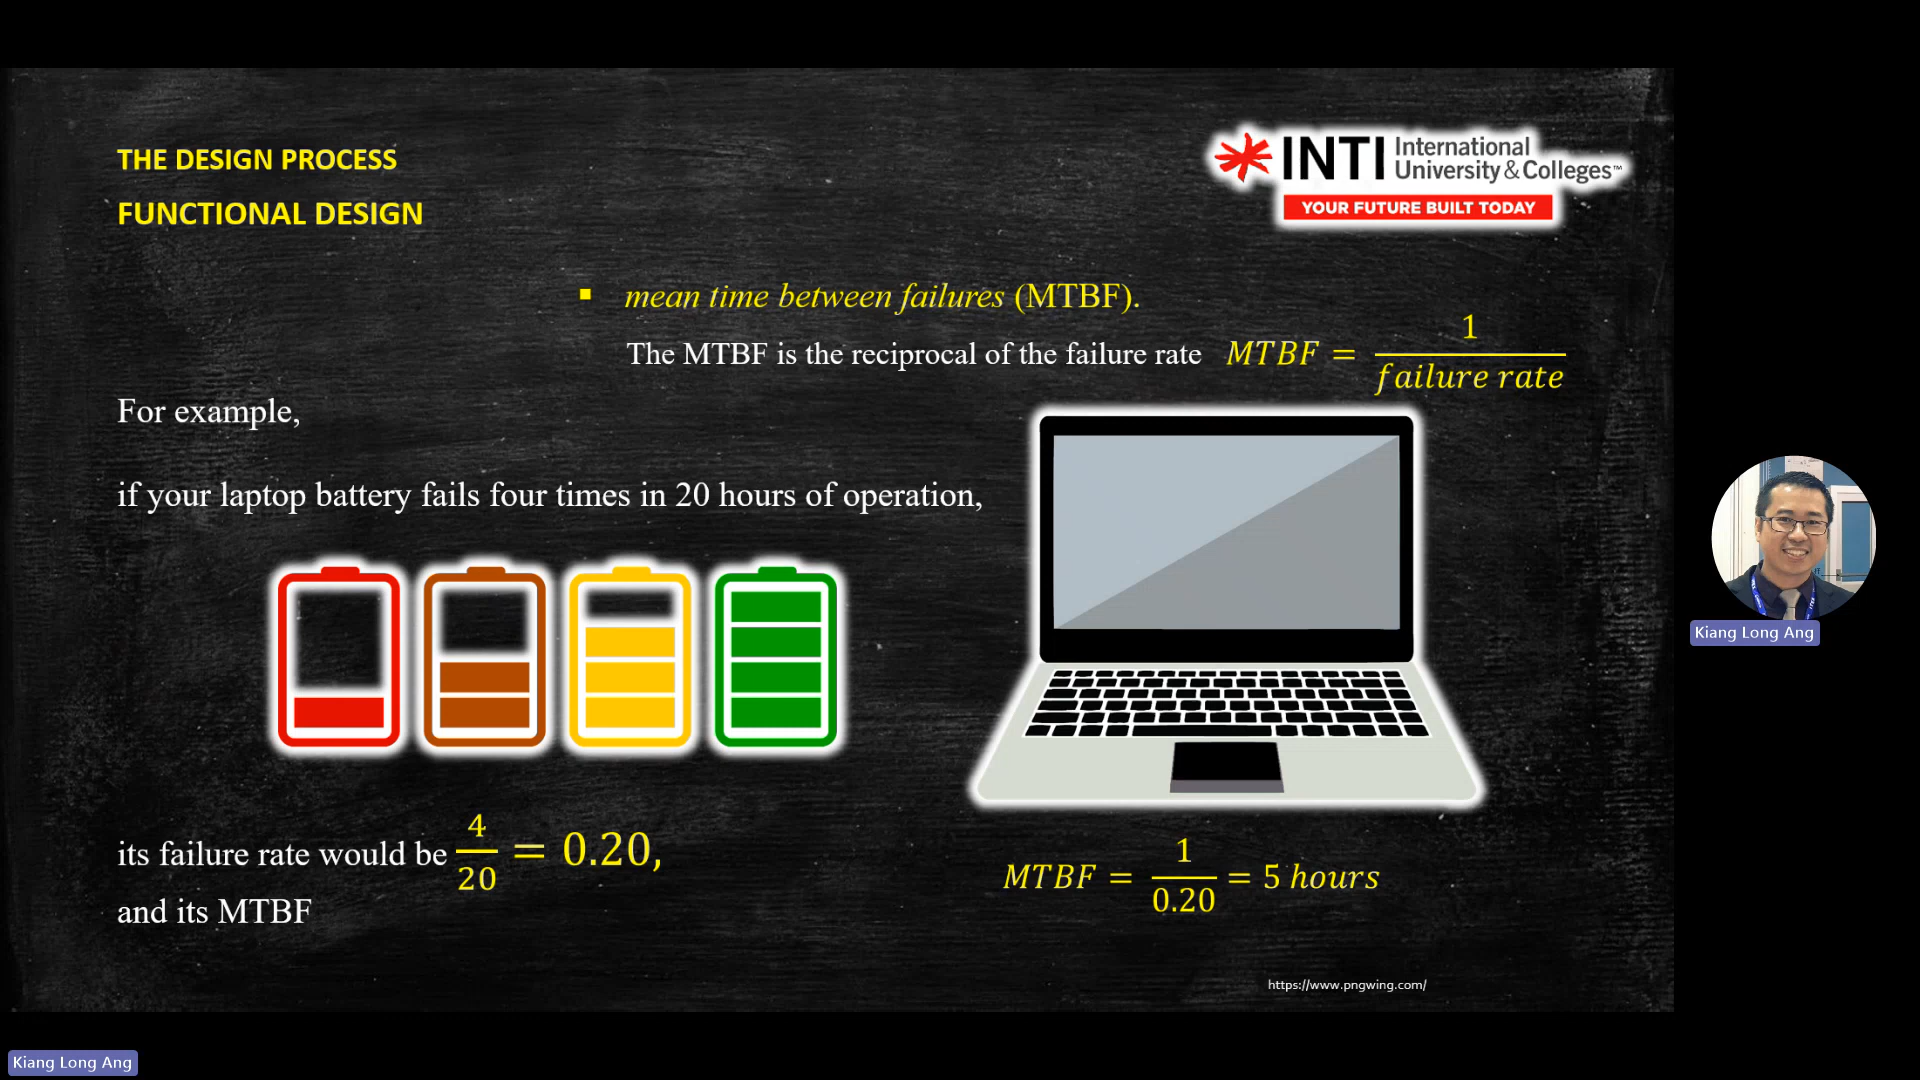 THE DESIGN PROCESS
FUNCTIONAL DESIGN
INTI International University & Colleges™
YOUR FUTURE BUILT TODAY
▪ mean time between failures (MTBF).
The MTBF is the reciprocal of the failure rate MTBF = 1 / failure rate
For example,
if your laptop battery fails four times in 20 hours of operation,
its failure rate would be 4/20 = 0.20,
and its MTBF
MTBF = 1/0.20 = 5 hours
https://www.pngwing.com/
Kiang Long Ang
Kiang Long Ang